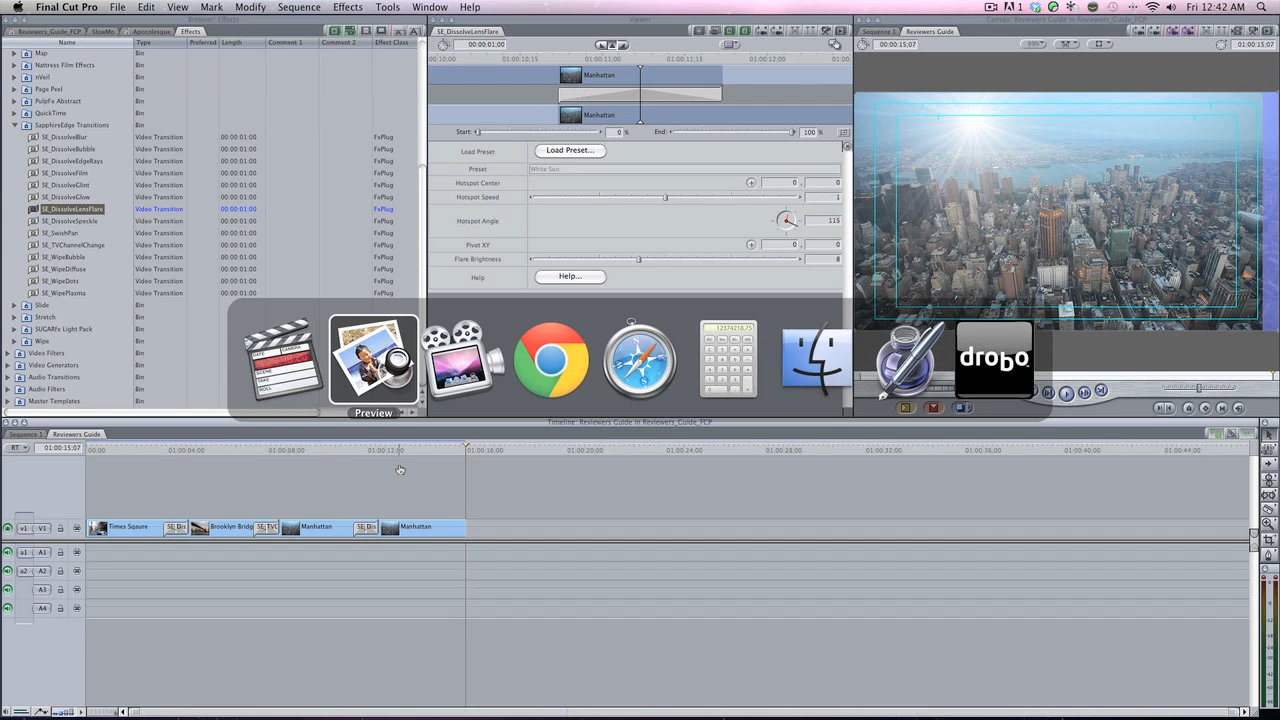 Final Cut Pro File Edit View Mark Modify Sequence Effects Tools Window Help
1 Fri 12:42 AM
Browser: Effects
Reviewers_Guide_FCP SlowMo Apocolesque Effects
Name Type Preferred Length Comment 1 Comment 2 Effect Class
Map Bin
Nattress Film Effects Bin
nVeil Bin
Page Peel Bin
PulpFx Abstract Bin
QuickTime Bin
SapphireEdge Transitions Bin
SE_DissolveBlur Video Transition 00:00:01;00 FxPlug
SE_DissolveBubble Video Transition 00:00:01;00 FxPlug
SE_DissolveEdgeRays Video Transition 00:00:01;00 FxPlug
SE_DissolveFilm Video Transition 00:00:01;00 FxPlug
SE_DissolveGlint Video Transition 00:00:01;00 FxPlug
SE_DissolveGlow Video Transition 00:00:01;00 FxPlug
SE_DissolveLensFlare Video Transition 00:00:01;00 FxPlug
SE_DissolveSpeckle Video Transition 00:00:01;00 FxPlug
SE_SwishPan Video Transition 00:00:01;00 FxPlug
SE_TVChannelChange Video Transition 00:00:01;00 FxPlug
SE_WipeBubble Video Transition 00:00:01;00 FxPlug
SE_WipeDiffuse Video Transition 00:00:01;00 FxPlug
SE_WipeDots Video Transition 00:00:01;00 FxPlug
SE_WipePlasma Video Transition 00:00:01;00 FxPlug
Slide Bin
Stretch Bin
SUGARfx Light Pack Bin
Wipe Bin
Video Filters Bin
Video Generators Bin
Audio Transitions Bin
Audio Filters Bin
Master Templates Bin
Viewer
SE_DissolveLensFlare
00:00:01;00
00:10;00 01:00:10;15 01:00:11;00 01:00:11;15 01:00:12;00 01:00
Manhattan
Manhattan
Start: 0 % End: 100 %
Load Preset Load Preset...
Preset White Sun
Hotspot Center 0 , 0
Hotspot Speed 1
Hotspot Angle 115
Pivot XY 0 , 0
Flare Brightness 8
Help Help...
Canvas: Reviewers Guide in Reviewers_Guide_FCP
Sequence 1 Reviewers Guide
00:00:15;07 99% 01:00:15;07
12374218.75
drobo
Preview
Timeline: Reviewers Guide in Reviewers_Guide_FCP
Sequence 1 Reviewers Guide
RT 01:00:15;07
00;00 01:00:04;00 01:00:08;00 01:00:12;00 01:00:16;00 01:00:20;00 01:00:24;00 01:00:28;00 01:00:32;00 01:00:36;00 01:00:40;00 01:00:44;00
v1 V1 Times Sqaure SE_Dis Brooklyn Bridg SE_TVC Manhattan SE_Dis Manhattan
a1 A1
a2 A2
A3
A4